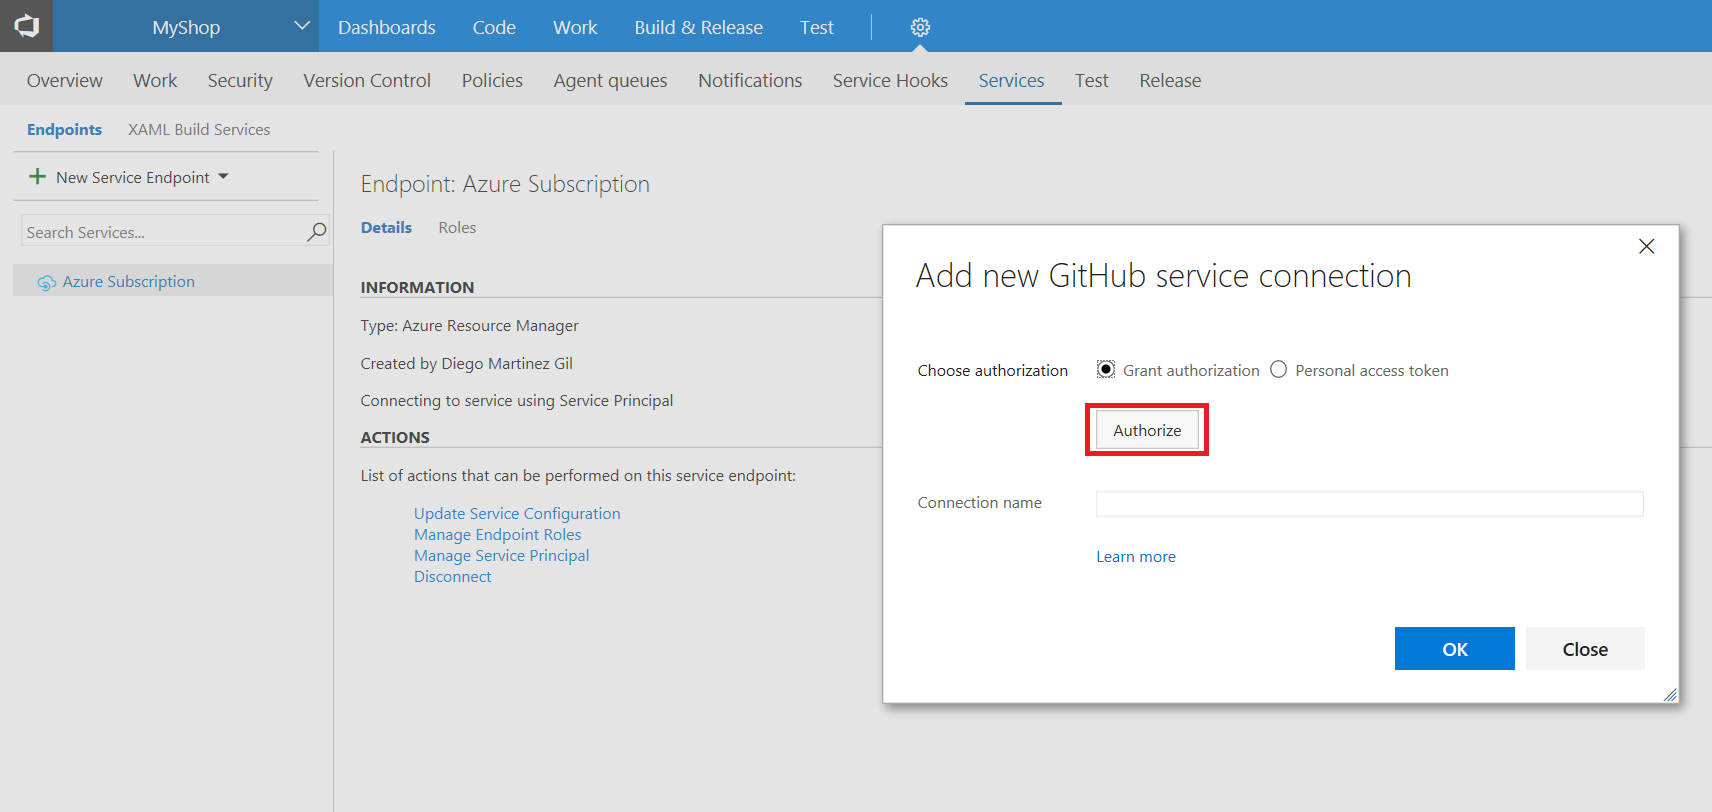 MyShop Dashboards Code Work Build & Release Test
Overview Work Security Version Control Policies Agent queues Notifications Service Hooks Services Test Release
Endpoints XAML Build Services
New Service Endpoint
Search Services...
Azure Subscription
Endpoint: Azure Subscription
Details Roles
INFORMATION
Type: Azure Resource Manager
Created by Diego Martinez Gil
Connecting to service using Service Principal
ACTIONS
List of actions that can be performed on this service endpoint:
Update Service Configuration
Manage Endpoint Roles
Manage Service Principal
Disconnect
Add new GitHub service connection
Choose authorization Grant authorization Personal access token
Authorize
Connection name
Learn more
OK Close